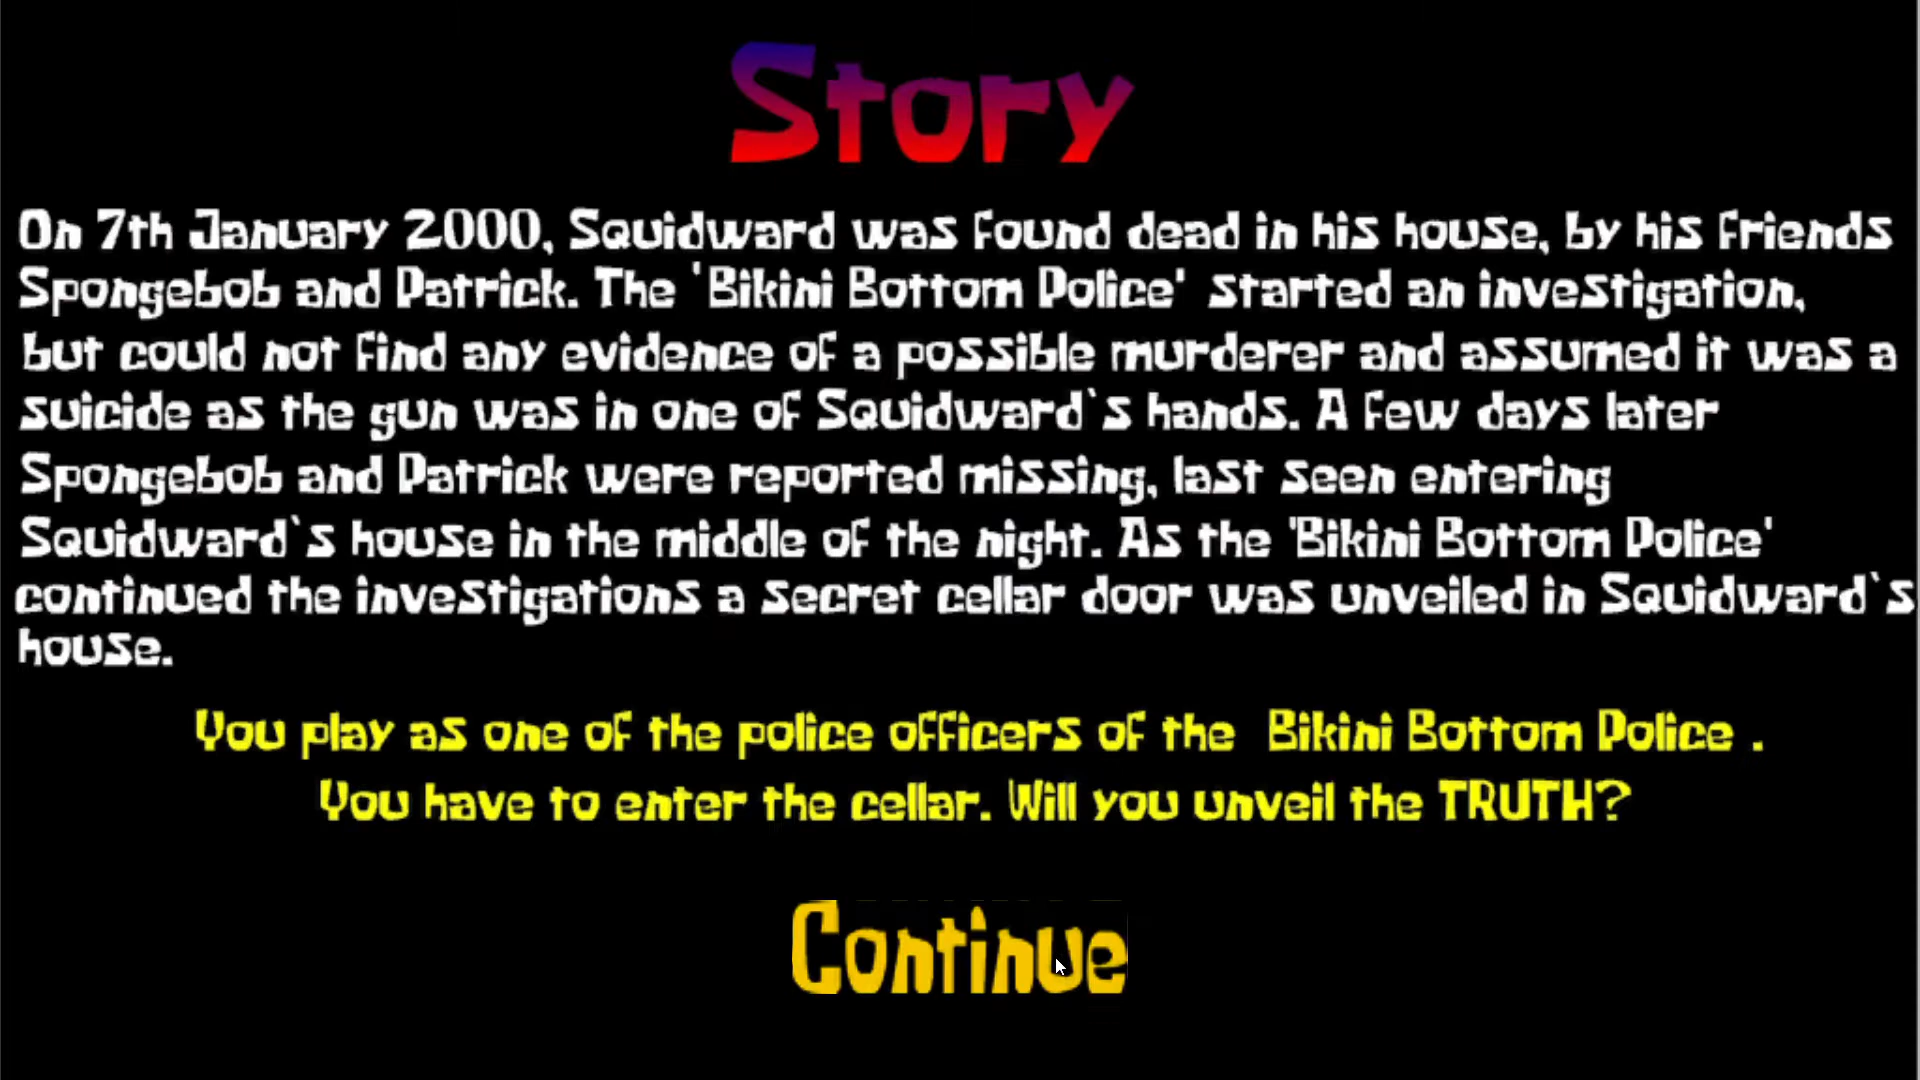 Story
On 7th January 2000, Squidward was found dead in his house, by his friends
Spongebob and Patrick. The 'Bikini Bottom Police' started an investigation,
but could not find any evidence of a possible murderer and assumed it was a
suicide as the gun was in one of Squidward`s hands. A few days later
Spongebob and Patrick were reported missing, last seen entering
Squidward`s house in the middle of the night. As the 'Bikini Bottom Police'
continued the investigations a secret cellar door was unveiled in Squidward`s
house.
You play as one of the police officers of the Bikini Bottom Police .
You have to enter the cellar. Will you unveil the TRUTH?
Continue